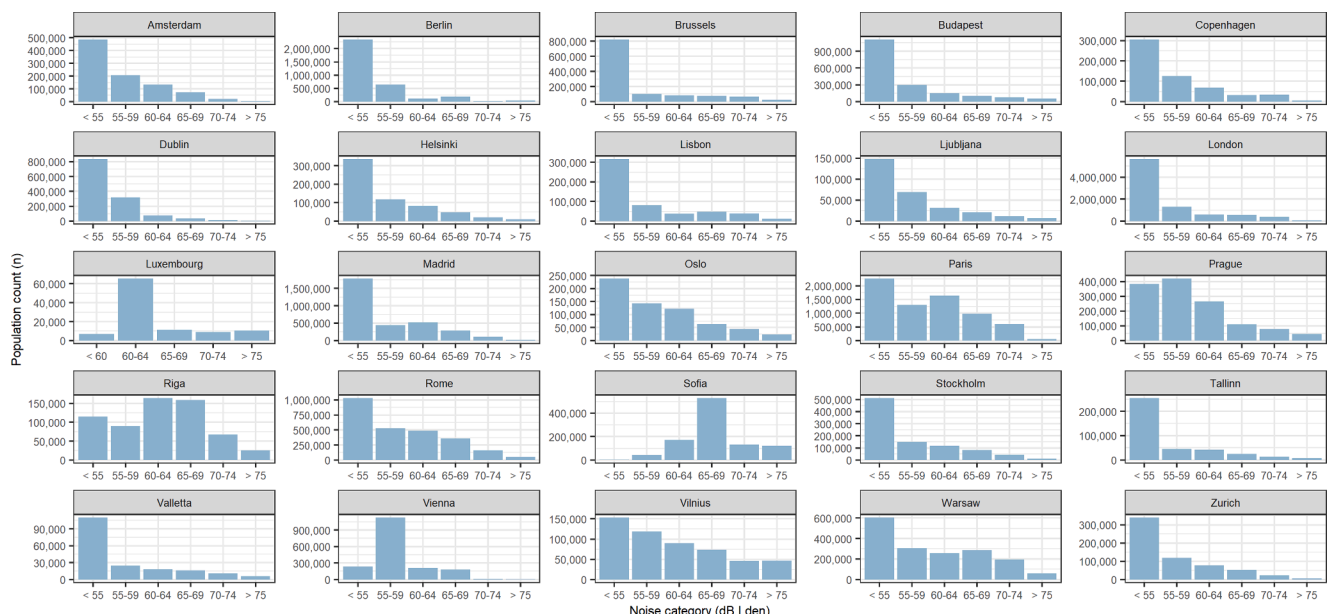 Amsterdam
500,000
400,000
300,000
200,000
100,000
0
< 55 55-59 60-64 65-69 70-74 > 75
Berlin
2,000,000
1,500,000
1,000,000
500,000
0
< 55 55-59 60-64 65-69 70-74 > 75
Brussels
800,000
600,000
400,000
200,000
0
< 55 55-59 60-64 65-69 70-74 > 75
Budapest
900,000
600,000
300,000
0
< 55 55-59 60-64 65-69 70-74 > 75
Copenhagen
300,000
200,000
100,000
0
< 55 55-59 60-64 65-69 70-74 > 75
Dublin
800,000
600,000
400,000
200,000
0
< 55 55-59 60-64 65-69 70-74 > 75
Helsinki
300,000
200,000
100,000
0
< 55 55-59 60-64 65-69 70-74 > 75
Lisbon
300,000
200,000
100,000
0
< 55 55-59 60-64 65-69 70-74 > 75
Ljubljana
150,000
100,000
50,000
0
< 55 55-59 60-64 65-69 70-74 > 75
London
4,000,000
2,000,000
0
< 55 55-59 60-64 65-69 70-74 > 75
Population count (n)
Luxembourg
60,000
40,000
20,000
0
< 60 60-64 65-69 70-74 > 75
Madrid
1,500,000
1,000,000
500,000
0
< 55 55-59 60-64 65-69 70-74 > 75
Oslo
250,000
200,000
150,000
100,000
50,000
0
< 55 55-59 60-64 65-69 70-74 > 75
Paris
2,000,000
1,500,000
1,000,000
500,000
0
< 55 55-59 60-64 65-69 70-74 > 75
Prague
400,000
300,000
200,000
100,000
0
< 55 55-59 60-64 65-69 70-74 > 75
Riga
150,000
100,000
50,000
0
< 55 55-59 60-64 65-69 70-74 > 75
Rome
1,000,000
750,000
500,000
250,000
0
< 55 55-59 60-64 65-69 70-74 > 75
Sofia
400,000
200,000
0
< 55 55-59 60-64 65-69 70-74 > 75
Stockholm
500,000
400,000
300,000
200,000
100,000
0
< 55 55-59 60-64 65-69 70-74 > 75
Tallinn
200,000
100,000
0
< 55 55-59 60-64 65-69 70-74 > 75
Valletta
90,000
60,000
30,000
0
< 55 55-59 60-64 65-69 70-74 > 75
Vienna
900,000
600,000
300,000
0
< 55 55-59 60-64 65-69 70-74 > 75
Vilnius
150,000
100,000
50,000
0
< 55 55-59 60-64 65-69 70-74 > 75
Warsaw
600,000
400,000
200,000
0
< 55 55-59 60-64 65-69 70-74 > 75
Zurich
300,000
200,000
100,000
0
< 55 55-59 60-64 65-69 70-74 > 75
Noise category (dB Lden)